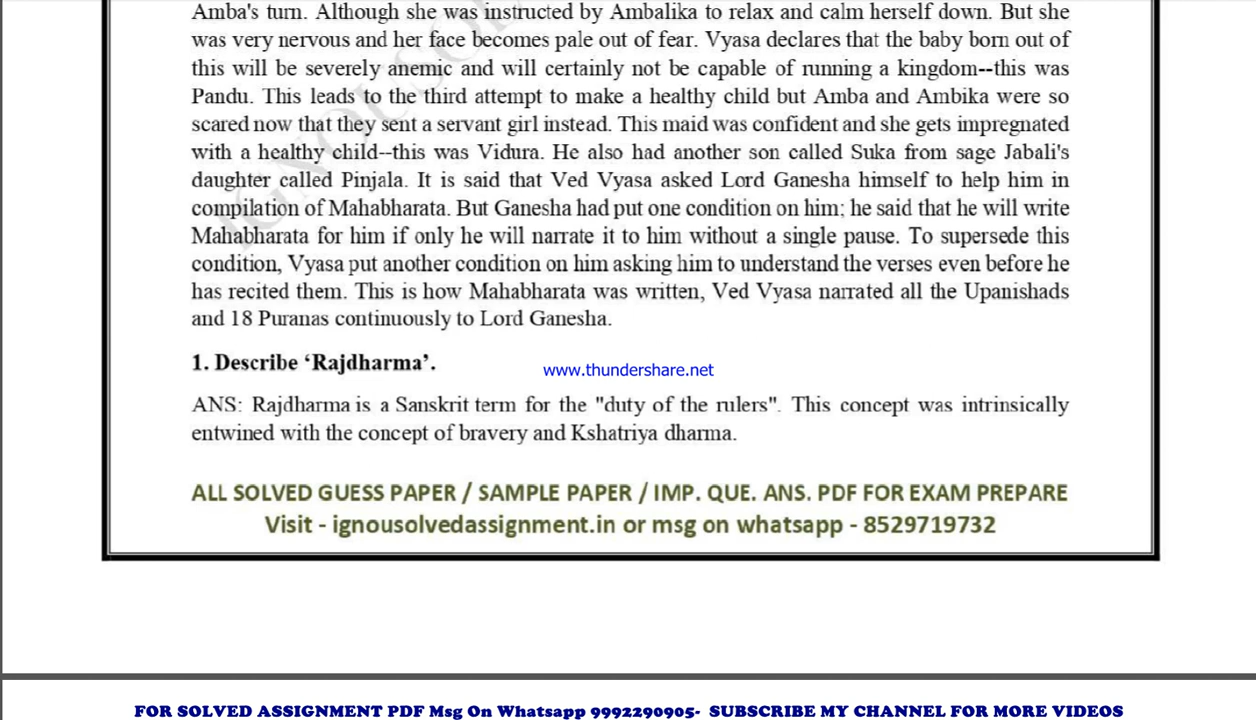 Amba's turn. Although she was instructed by Ambalika to relax and calm herself down. But she
was very nervous and her face becomes pale out of fear. Vyasa declares that the baby born out of
this will be severely anemic and will certainly not be capable of running a kingdom--this was
Pandu. This leads to the third attempt to make a healthy child but Amba and Ambika were so
scared now that they sent a servant girl instead. This maid was confident and she gets impregnated
with a healthy child--this was Vidura. He also had another son called Suka from sage Jabali's
daughter called Pinjala. It is said that Ved Vyasa asked Lord Ganesha himself to help him in
compilation of Mahabharata. But Ganesha had put one condition on him; he said that he will write
Mahabharata for him if only he will narrate it to him without a single pause. To supersede this
condition, Vyasa put another condition on him asking him to understand the verses even before he
has recited them. This is how Mahabharata was written, Ved Vyasa narrated all the Upanishads
and 18 Puranas continuously to Lord Ganesha.
1. Describe ‘Rajdharma’.
www.thundershare.net
ANS: Rajdharma is a Sanskrit term for the "duty of the rulers". This concept was intrinsically
entwined with the concept of bravery and Kshatriya dharma.
ALL SOLVED GUESS PAPER / SAMPLE PAPER / IMP. QUE. ANS. PDF FOR EXAM PREPARE
Visit - ignousolvedassignment.in or msg on whatsapp - 8529719732
FOR SOLVED ASSIGNMENT PDF Msg On Whatsapp 9992290905- SUBSCRIBE MY CHANNEL FOR MORE VIDEOS